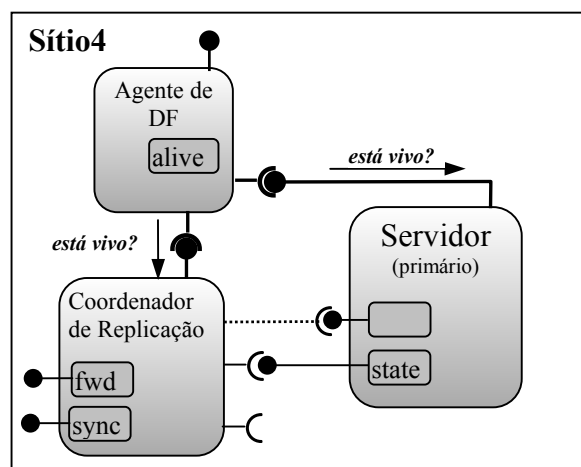 Sítio4
Agente de
DF
alive
está vivo?
está vivo?
Servidor
(primário)
Coordenador
de Replicação
fwd
state
sync